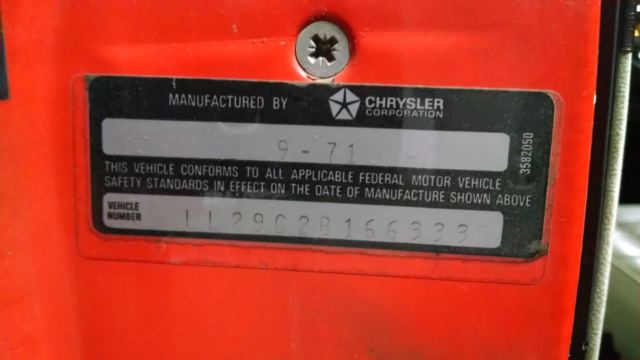 MANUFACTURED BY CHRYSLER CORPORATION
9-71
THIS VEHICLE CONFORMS TO ALL APPLICABLE FEDERAL MOTOR VEHICLE
SAFETY STANDARDS IN EFFECT ON THE DATE OF MANUFACTURE SHOWN ABOVE
VEHICLE NUMBER LL29C2B166333
3582050